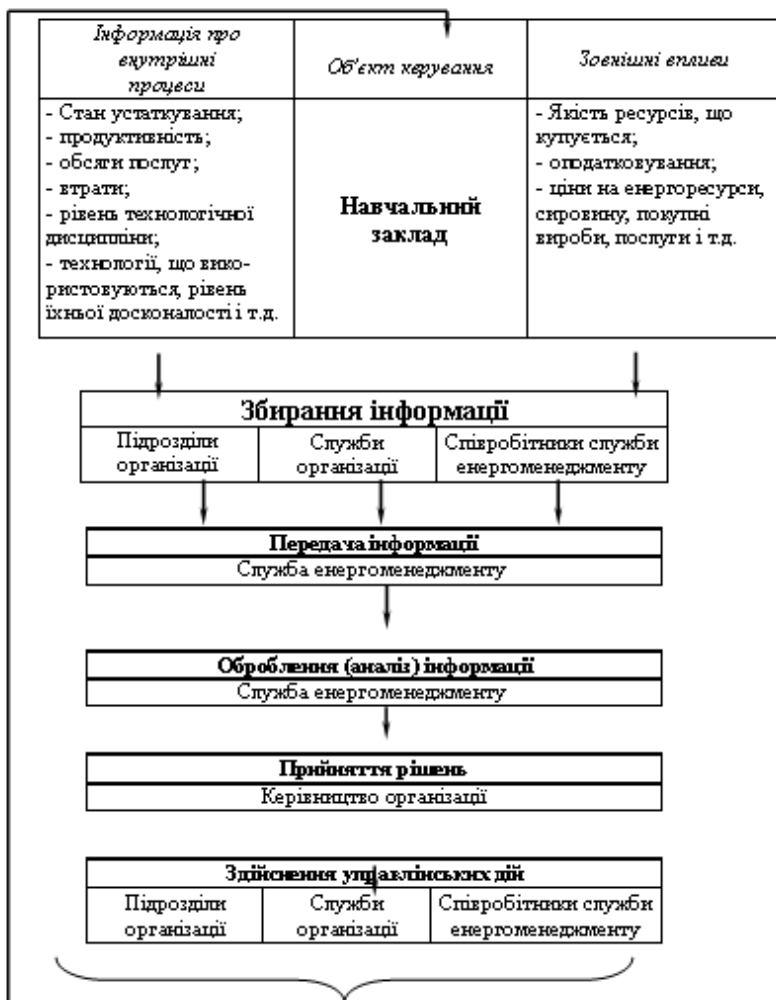 Інформація про
внутрішні
процеси
Об'єкт керування
Зовнішні впливи
- Стан устаткування;
- продуктивність;
- обсяги послуг;
- втрати;
- рівень технологічної
дисципліни;
- технології, що вико-
ристовуються, рівень
їхньої досконалості і т.д.
Навчальний
заклад
- Якість ресурсів, що
купується;
- оподатковування;
- ціни на енергоресурси,
сировину, покупні
вироби, послуги і т.д.
Збирання інформації
Підрозділи
організації
Служби
організації
Співробітники служби
енергоменеджменту
Передача інформації
Служба енергоменеджменту
Оброблення (аналіз) інформації
Служба енергоменеджменту
Прийняття рішень
Керівництво організації
Здійснення управлінських дій
Підрозділи
організації
Служби
організації
Співробітники служби
енергоменеджменту